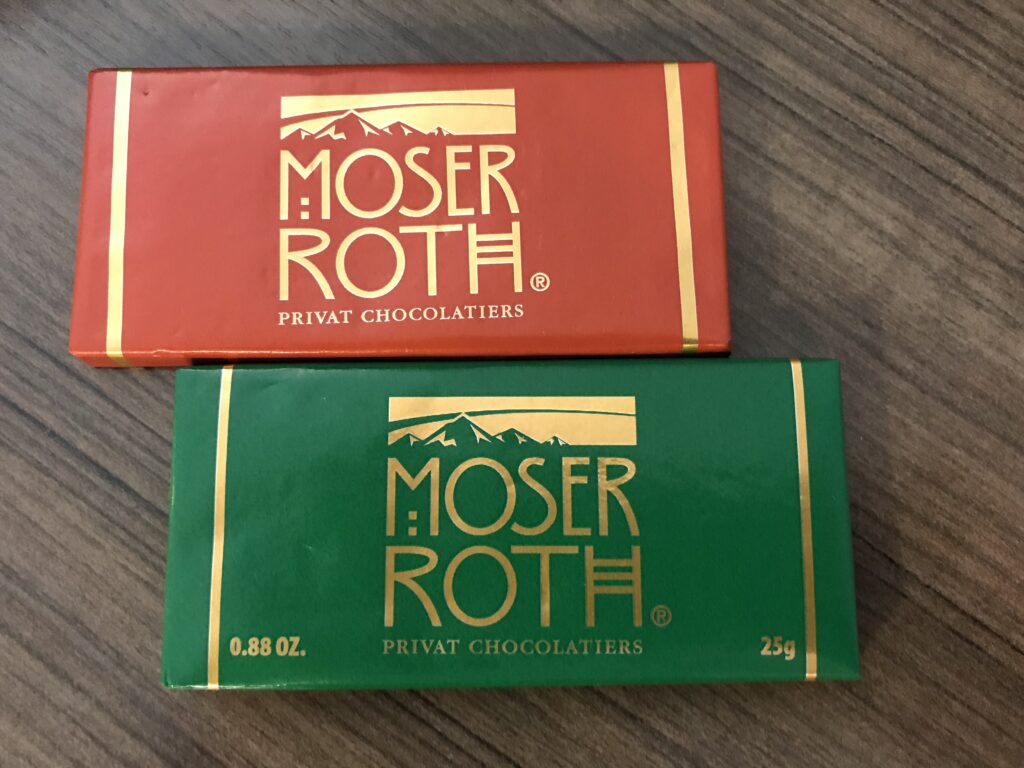 MOSER
ROTH®
PRIVAT CHOCOLATIERS
MOSER
ROTH®
0.88 OZ. PRIVAT CHOCOLATIERS 25g